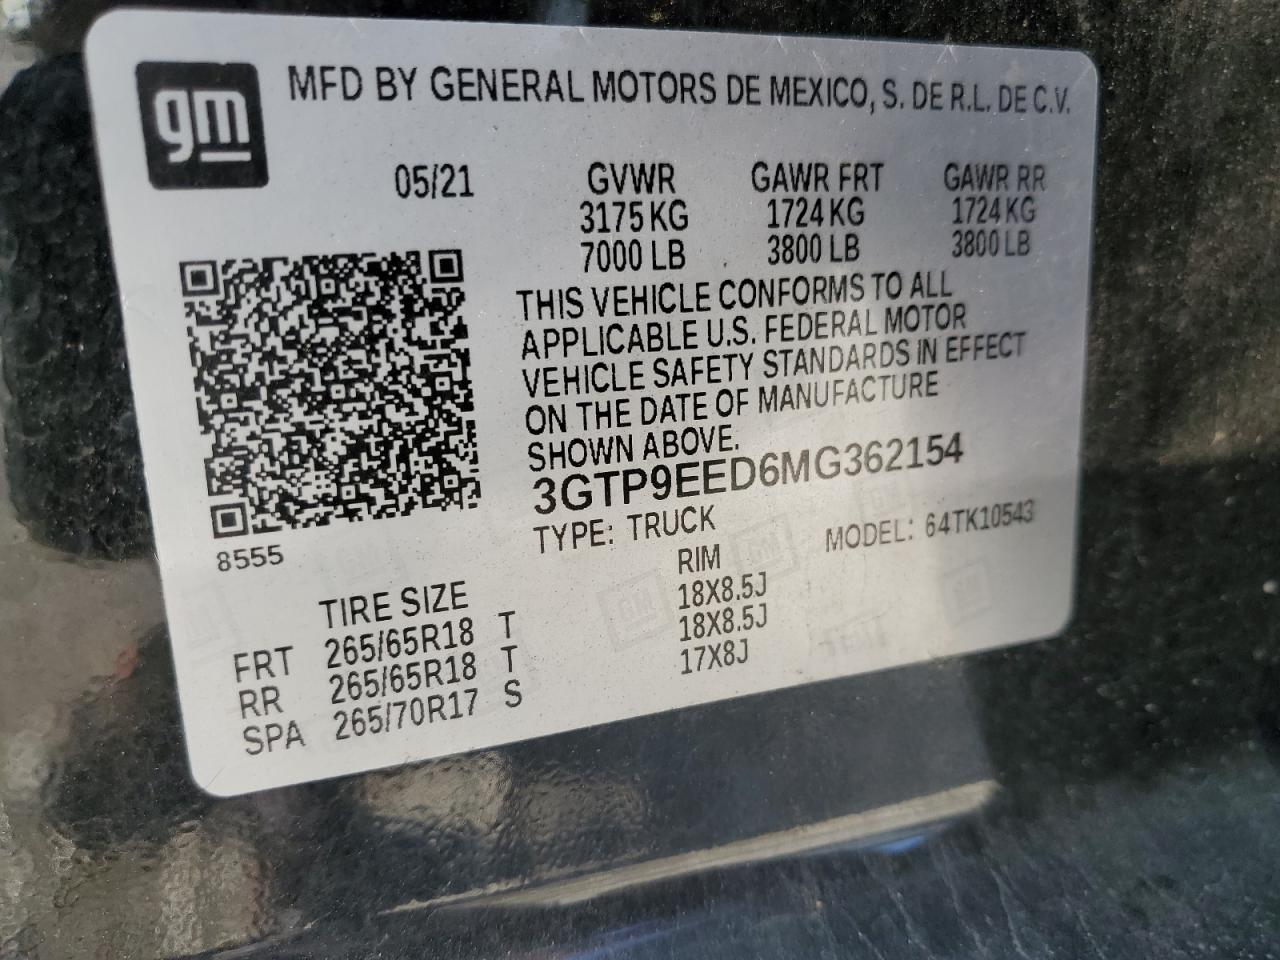 gm
MFD BY GENERAL MOTORS DE MEXICO, S. DE R.L. DE C.V.
05/21
GVWR GAWR FRT GAWR RR
3175 KG 1724 KG 1724 KG
7000 LB 3800 LB 3800 LB
THIS VEHICLE CONFORMS TO ALL
APPLICABLE U.S. FEDERAL MOTOR
VEHICLE SAFETY STANDARDS IN EFFECT
ON THE DATE OF MANUFACTURE
SHOWN ABOVE.
3GTP9EED6MG362154
TYPE: TRUCK MODEL: 64TK10543
8555
TIRE SIZE RIM
FRT 265/65R18 T 18X8.5J
RR 265/65R18 T 18X8.5J
SPA 265/70R17 S 17X8J
GM
GM
GM